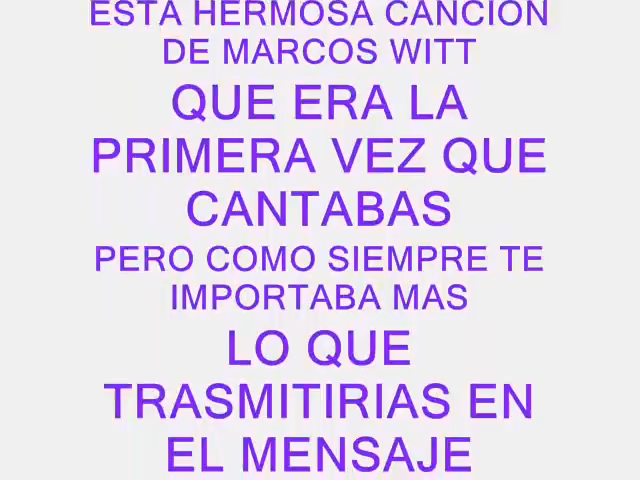 ESTA HERMOSA CANCION
DE MARCOS WITT
QUE ERA LA
PRIMERA VEZ QUE
CANTABAS
PERO COMO SIEMPRE TE
IMPORTABA MAS
LO QUE
TRASMITIRIAS EN
EL MENSAJE